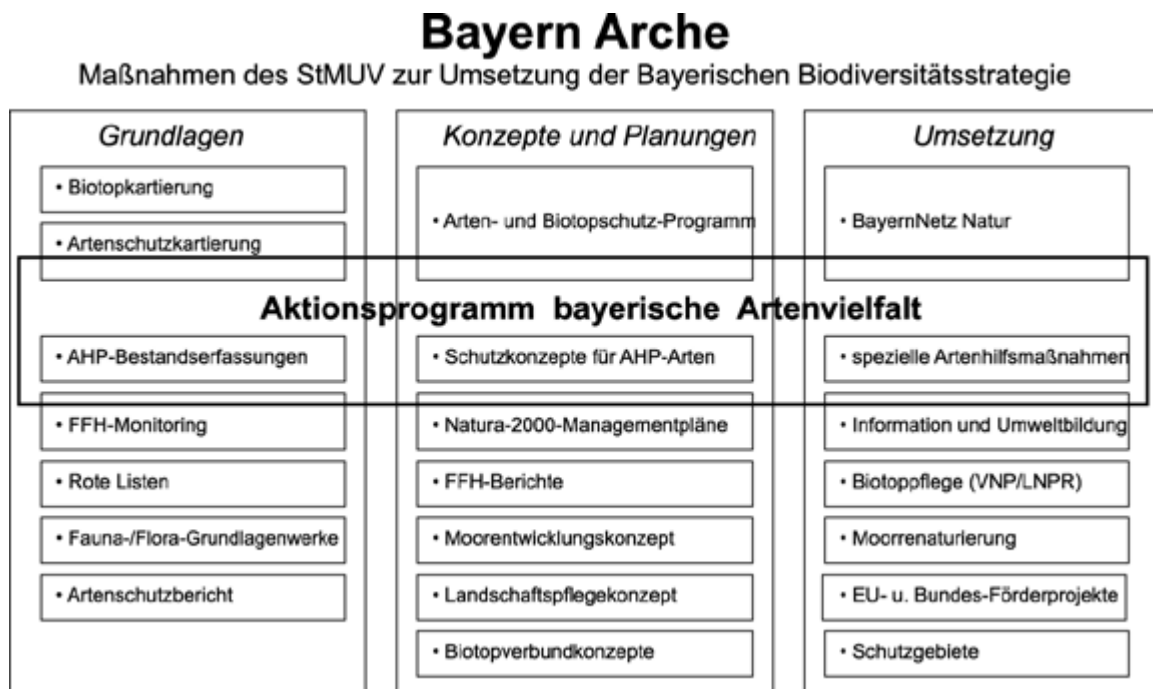 Bayern Arche
Maßnahmen des StMUV zur Umsetzung der Bayerischen Biodiversitätsstrategie
Grundlagen
• Biotopkartierung
• Artenschutzkartierung
Konzepte und Planungen
• Arten- und Biotopschutz-Programm
Umsetzung
• BayernNetz Natur
Aktionsprogramm bayerische Artenvielfalt
• AHP-Bestandserfassungen
• FFH-Monitoring
• Rote Listen
• Fauna-/Flora-Grundlagenwerke
• Artenschutzbericht
• Schutzkonzepte für AHP-Arten
• Natura-2000-Managementpläne
• FFH-Berichte
• Moorentwicklungskonzept
• Landschaftspflegekonzept
• Biotopverbundkonzepte
• spezielle Artenhilfsmaßnahmen
• Information und Umweltbildung
• Biotoppflege (VNP/LNPR)
• Moorrenaturierung
• EU- u. Bundes-Förderprojekte
• Schutzgebiete